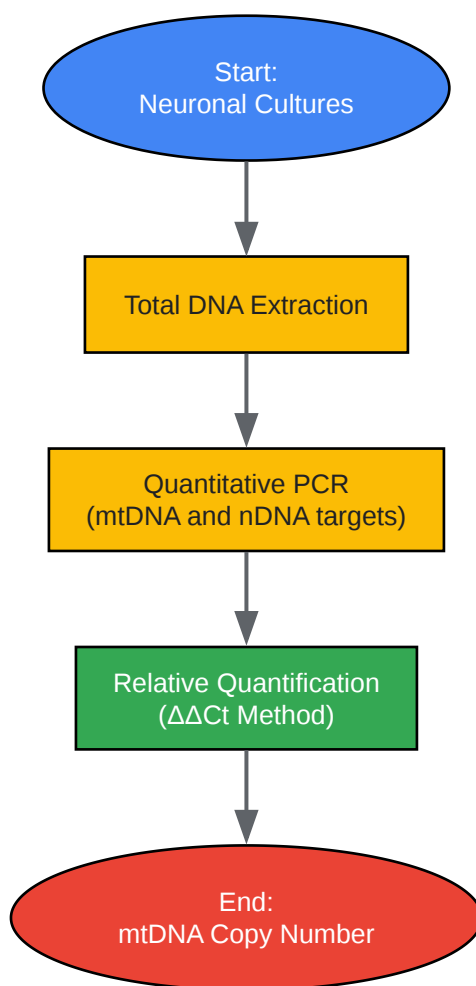 Start:
Neuronal Cultures
Total DNA Extraction
Quantitative PCR
(mtDNA and nDNA targets)
Relative Quantification
(ΔΔCt Method)
End:
mtDNA Copy Number